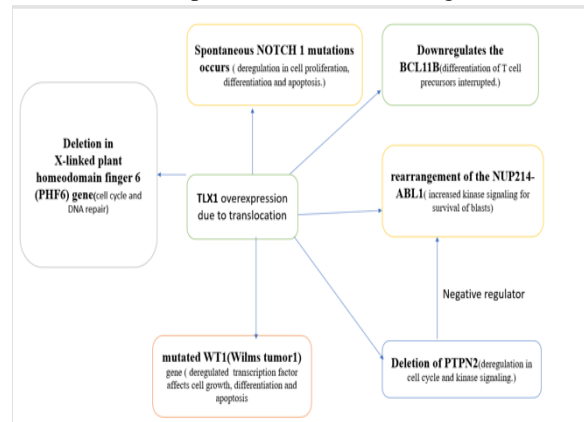 Spontaneous NOTCH 1 mutations
occurs ( deregulation in cell proliferation,
differentiation and apoptosis.)
Downregulates the
BCL11B(differentiation of T cell
precursors interrupted.)
Deletion in
X-linked plant
homeodomain finger 6
(PHF6) gene(cell cycle and
DNA repair)
TLX1 overexpression
due to translocation
rearrangement of the NUP214-
ABL1( increased kinase signaling for
survival of blasts)
Negative regulator
mutated WT1(Wilms tumor1)
gene ( deregulated transcription factor
affects cell growth, differentiation and
apoptosis
Deletion of PTPN2(deregulation in
cell cycle and kinase signaling.)